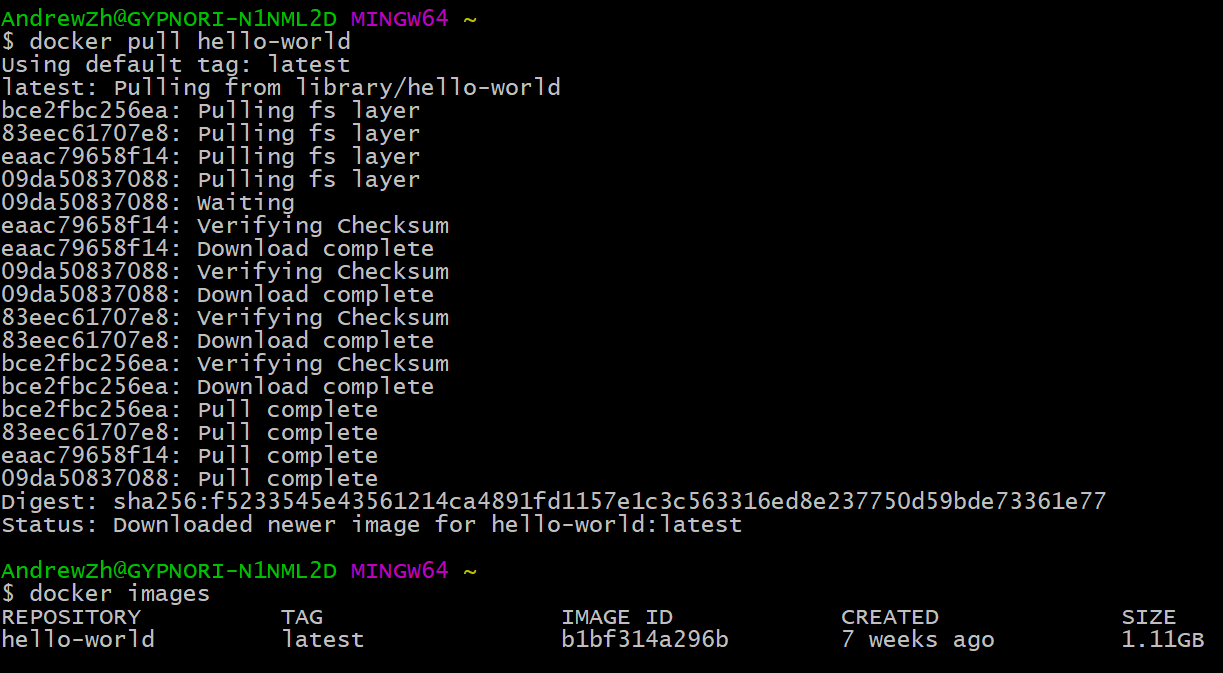 AndrewZh@GYPNORI-N1NML2D MINGW64 ~
$ docker pull hello-world
Using default tag: latest
latest: Pulling from library/hello-world
bce2fbc256ea: Pulling fs layer
83eec61707e8: Pulling fs layer
eaac79658f14: Pulling fs layer
09da50837088: Pulling fs layer
09da50837088: Waiting
eaac79658f14: Verifying Checksum
eaac79658f14: Download complete
09da50837088: Verifying Checksum
09da50837088: Download complete
83eec61707e8: Verifying Checksum
83eec61707e8: Download complete
bce2fbc256ea: Verifying Checksum
bce2fbc256ea: Download complete
bce2fbc256ea: Pull complete
83eec61707e8: Pull complete
eaac79658f14: Pull complete
09da50837088: Pull complete
Digest: sha256:f5233545e43561214ca4891fd1157e1c3c563316ed8e237750d59bde73361e77
Status: Downloaded newer image for hello-world:latest
AndrewZh@GYPNORI-N1NML2D MINGW64 ~
$ docker images
REPOSITORY TAG IMAGE ID CREATED SIZE
hello-world latest b1bf314a296b 7 weeks ago 1.11GB